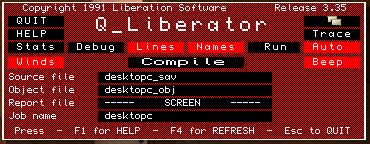 Copyright 1991 Liberation Software Release 3.35
QUIT Q_Liberator
HELP Trace
Stats Debug Lines Names Run Auto
Winds Compile Beep
Source file desktopc_sav
Object file desktopc_obj
Report file ----- SCREEN -----
Job name desktopc
Press - F1 for HELP - F4 for REFRESH - Esc to QUIT